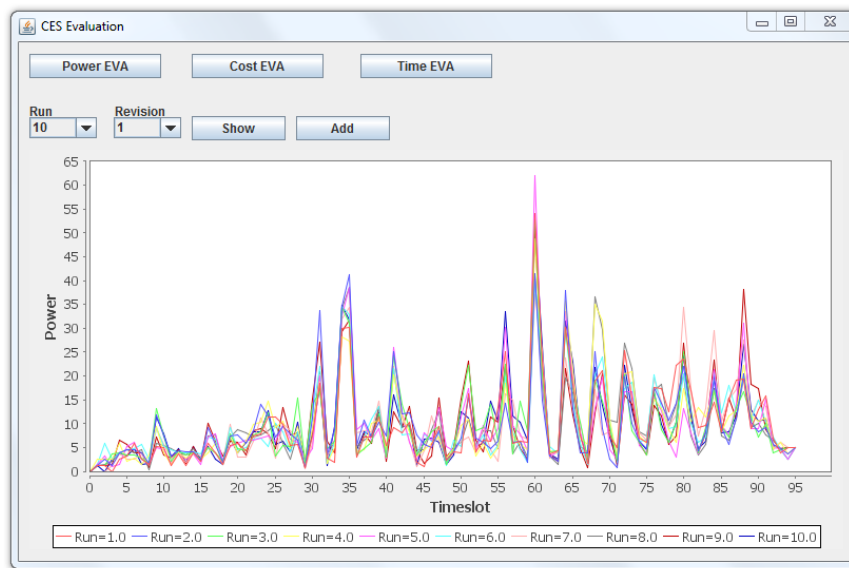 CES Evaluation
Power EVA Cost EVA Time EVA
Run Revision
10 1 Show Add
65
60
55
50
45
40
35
30
25
20
15
10
5
0
Power
0 5 10 15 20 25 30 35 40 45 50 55 60 65 70 75 80 85 90 95
Timeslot
Run=1.0 Run=2.0 Run=3.0 Run=4.0 Run=5.0 Run=6.0 Run=7.0 Run=8.0 Run=9.0 Run=10.0